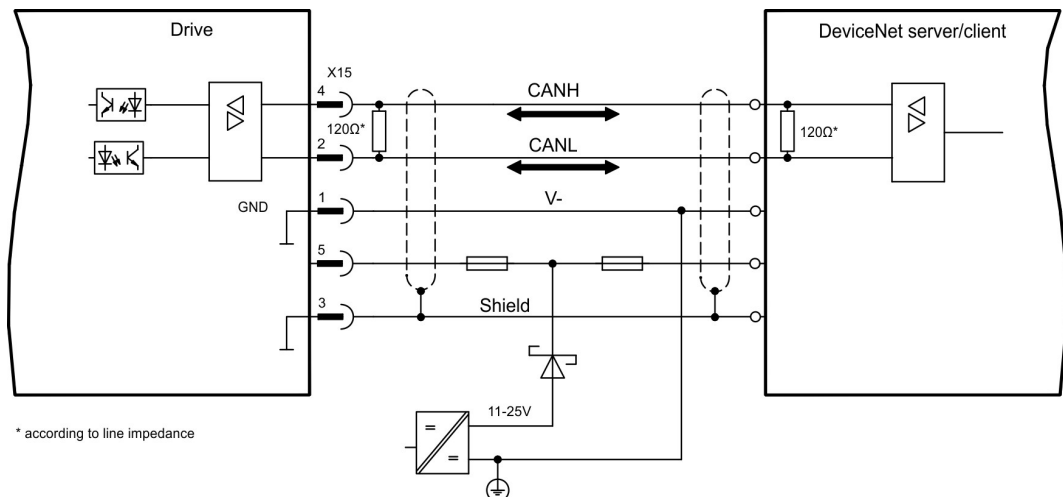 Drive
DeviceNet server/client
X15
4
CANH
120Ω*
120Ω*
2
CANL
1
V-
GND
5
3
Shield
11-25V
=
=
* according to line impedance